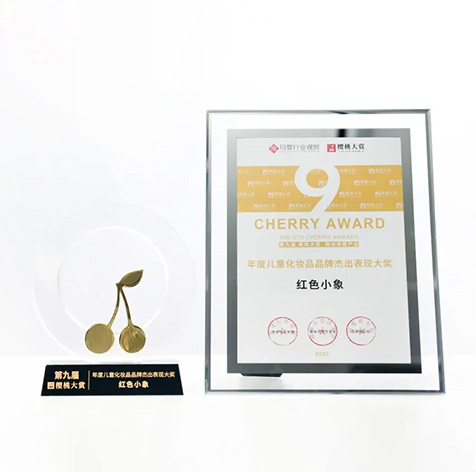 母婴行业观察 樱桃大赏
9
CHERRY AWARD
THE 9TH CHERRY AWARDS
年度儿童化妆品品牌杰出表现大奖
红色小象
第九届
樱桃大赏
年度儿童化妆品品牌杰出表现大奖
红色小象